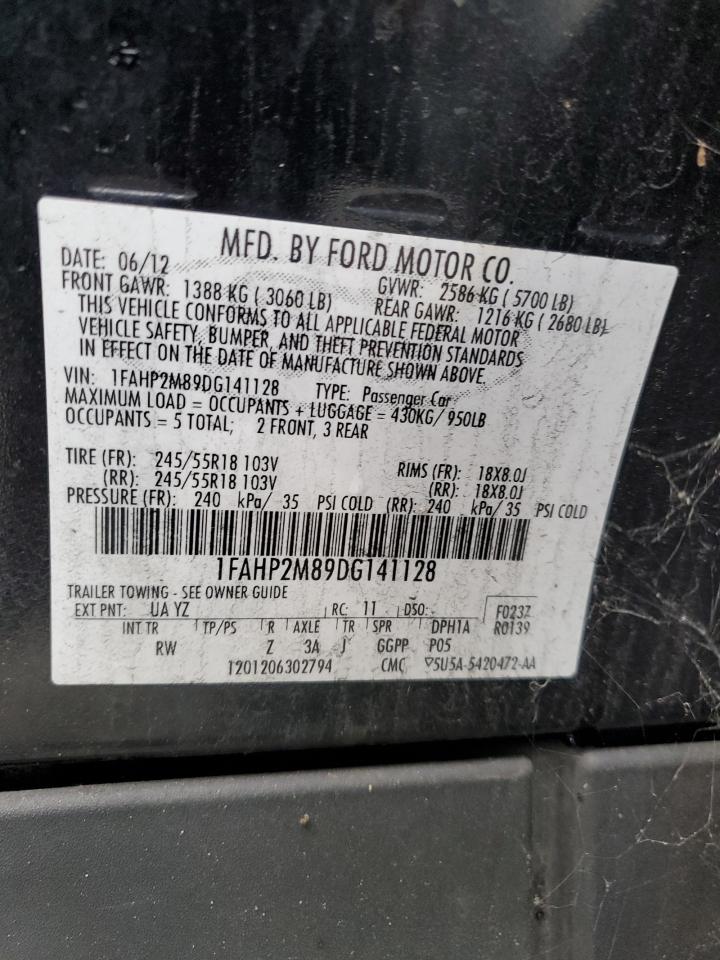 MFD. BY FORD MOTOR CO.
DATE: 06/12 GVWR: 2586 KG ( 5700 LB)
FRONT GAWR: 1388 KG ( 3060 LB) REAR GAWR: 1216 KG ( 2680 LB)
THIS VEHICLE CONFORMS TO ALL APPLICABLE FEDERAL MOTOR
VEHICLE SAFETY, BUMPER, AND THEFT PREVENTION STANDARDS
IN EFFECT ON THE DATE OF MANUFACTURE SHOWN ABOVE.
VIN: 1FAHP2M89DG141128 TYPE: Passenger Car
MAXIMUM LOAD = OCCUPANTS + LUGGAGE = 430KG/ 950LB
OCCUPANTS = 5 TOTAL; 2 FRONT, 3 REAR
TIRE (FR): 245/55R18 103V RIMS (FR): 18X8.0J
(RR): 245/55R18 103V (RR): 18X8.0J
PRESSURE (FR): 240 kPa/ 35 PSI COLD (RR): 240 kPa/ 35 PSI COLD
1FAHP2M89DG141128
TRAILER TOWING - SEE OWNER GUIDE
EXT PNT: UA YZ RC: 11 DSO: F0237
INT TR TP/PS R AXLE TR SPR DPH1A R0139
RW Z 3A J GGPP P05
T201206302794 CMC ▽5U5A-5420472-AA